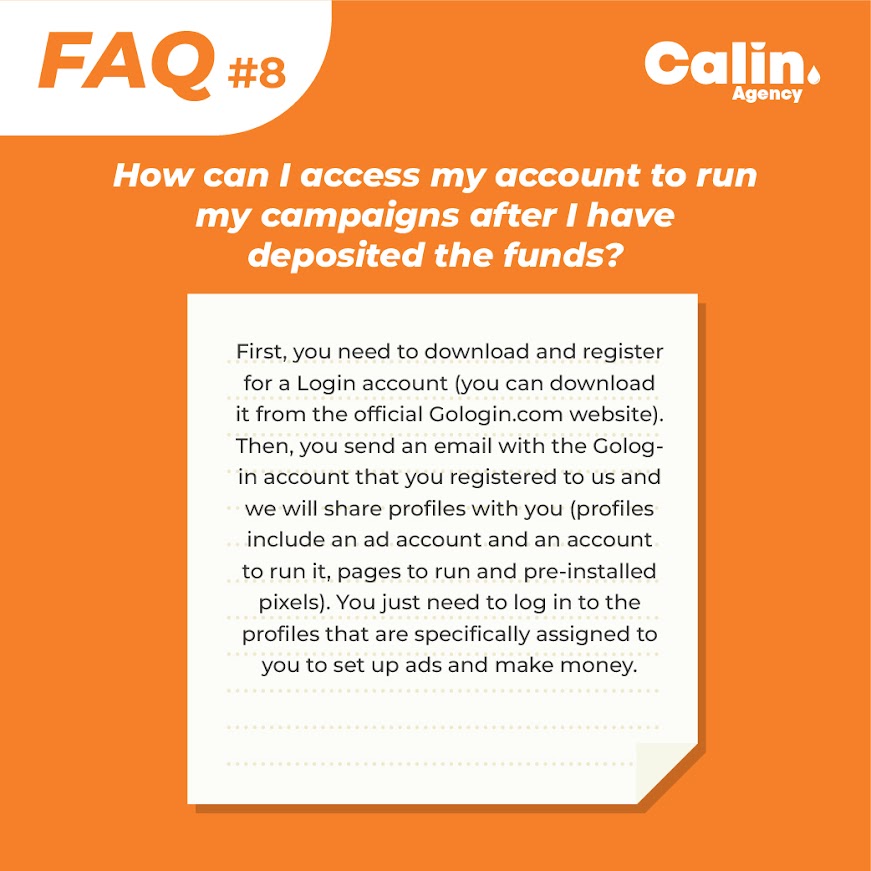 FAQ #8
Calin
Agency
How can I access my account to run
my campaigns after I have
deposited the funds?
First, you need to download and register
for a Login account (you can download
it from the official Gologin.com website).
Then, you send an email with the Golog-
in account that you registered to us and
we will share profiles with you (profiles
include an ad account and an account
to run it, pages to run and pre-installed
pixels). You just need to log in to the
profiles that are specifically assigned to
you to set up ads and make money.